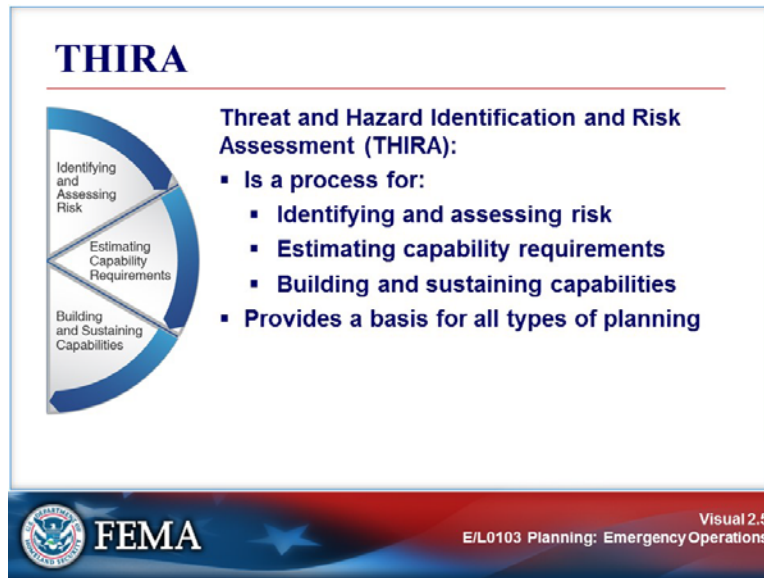 THIRA
Identifying
and
Assessing
Risk
Estimating
Capability
Requirements
Building
and Sustaining
Capabilities
Threat and Hazard Identification and Risk
Assessment (THIRA):
▪ Is a process for:
▪ Identifying and assessing risk
▪ Estimating capability requirements
▪ Building and sustaining capabilities
▪ Provides a basis for all types of planning
FEMA
Visual 2.5
E/L0103 Planning: Emergency Operations